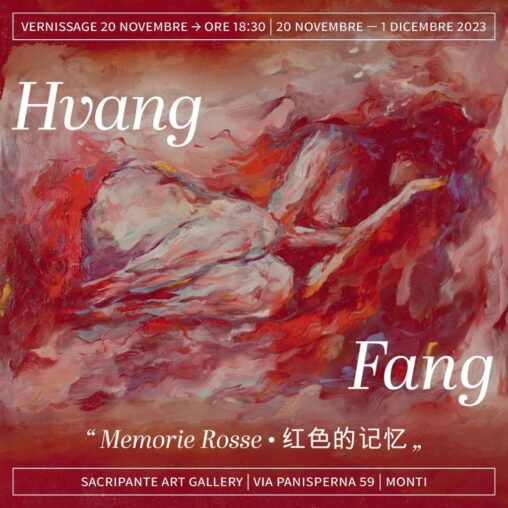 VERNISSAGE 20 NOVEMBRE → ORE 18:30 | 20 NOVEMBRE — 1 DICEMBRE 2023
Hvang
Fang
“ Memorie Rosse • 红色的记忆 „
SACRIPANTE ART GALLERY | VIA PANISPERNA 59 | MONTI